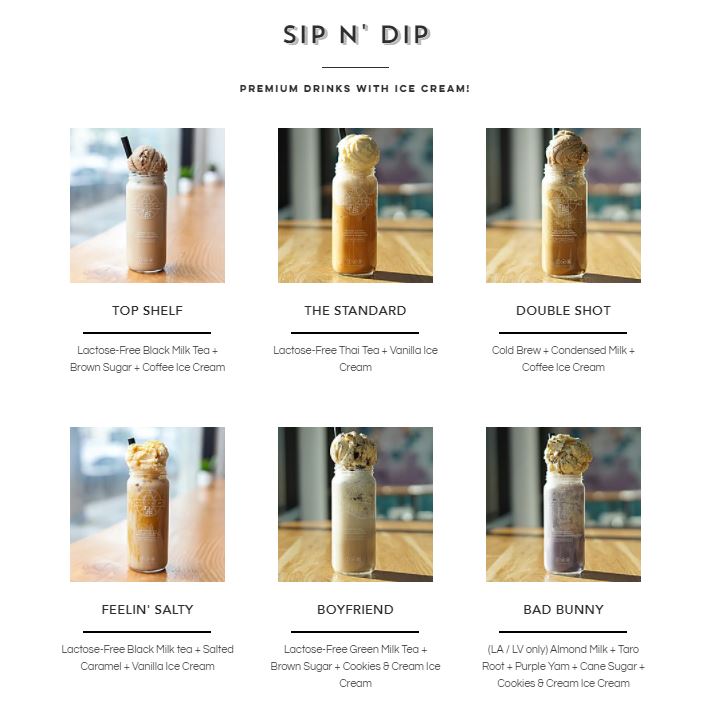 SIP N' DIP
PREMIUM DRINKS WITH ICE CREAM!
TOP SHELF
Lactose-Free Black Milk Tea +
Brown Sugar + Coffee Ice Cream
THE STANDARD
Lactose-Free Thai Tea + Vanilla Ice
Cream
DOUBLE SHOT
Cold Brew + Condensed Milk +
Coffee Ice Cream
FEELIN' SALTY
Lactose-Free Black Milk tea + Salted
Caramel + Vanilla Ice Cream
BOYFRIEND
Lactose-Free Green Milk Tea +
Brown Sugar + Cookies & Cream Ice
Cream
BAD BUNNY
(LA / LV only) Almond Milk + Taro
Root + Purple Yam + Cane Sugar +
Cookies & Cream Ice Cream